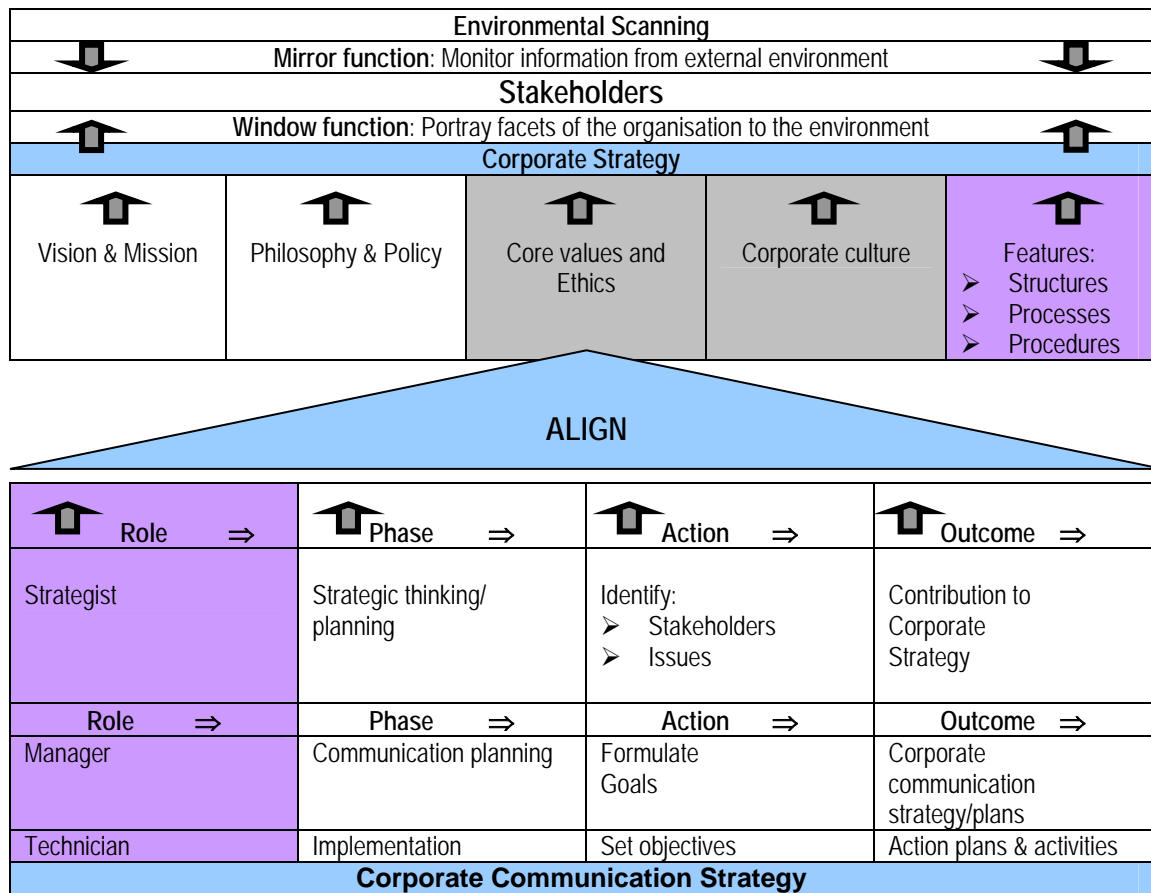 Environmental Scanning
Mirror function: Monitor information from external environment
Stakeholders
Window function: Portray facets of the organisation to the environment
Corporate Strategy
Vision & Mission
Philosophy & Policy
Core values and
Ethics
Corporate culture
Features:
➢ Structures
➢ Processes
➢ Procedures
ALIGN
Role ⇒
Phase ⇒
Action ⇒
Outcome ⇒
Strategist
Strategic thinking/
planning
Identify:
➢ Stakeholders
➢ Issues
Contribution to
Corporate
Strategy
Role ⇒
Phase ⇒
Action ⇒
Outcome ⇒
Manager
Communication planning
Formulate
Goals
Corporate
communication
strategy/plans
Technician
Implementation
Set objectives
Action plans & activities
Corporate Communication Strategy